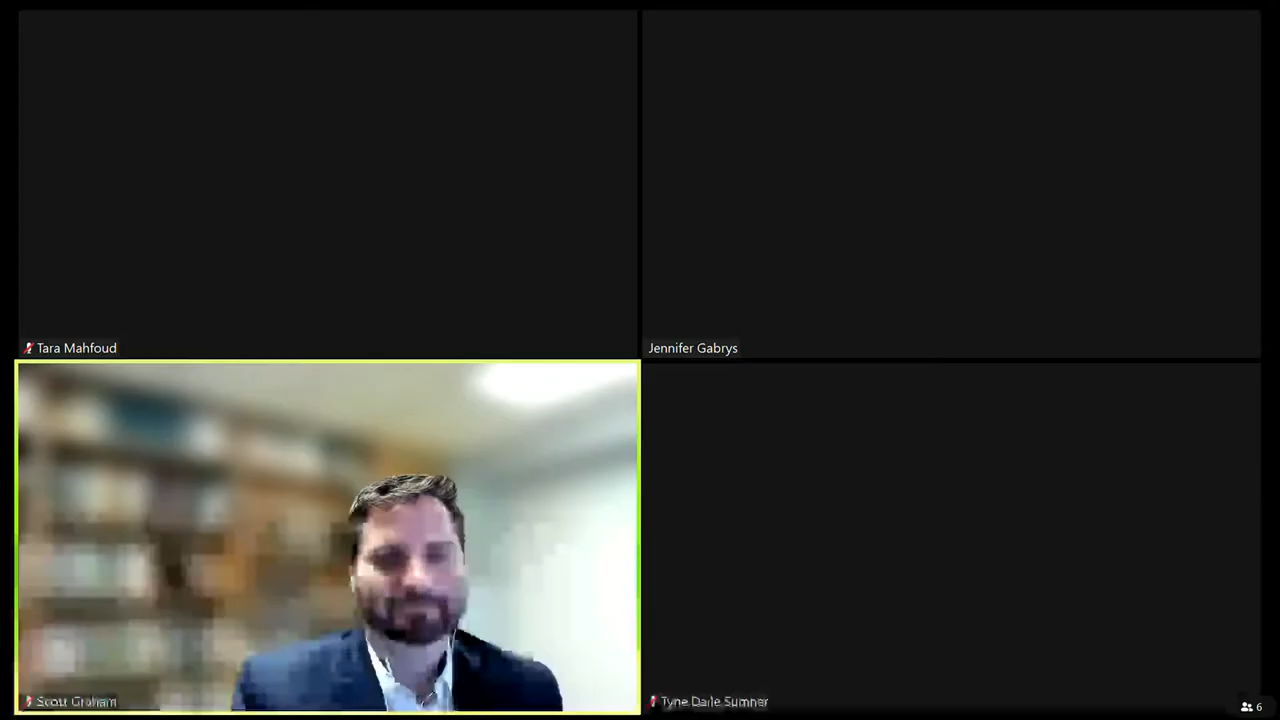 Tara Mahfoud
Jennifer Gabrys
Scott Graham
Tyne Daile Sumner
6